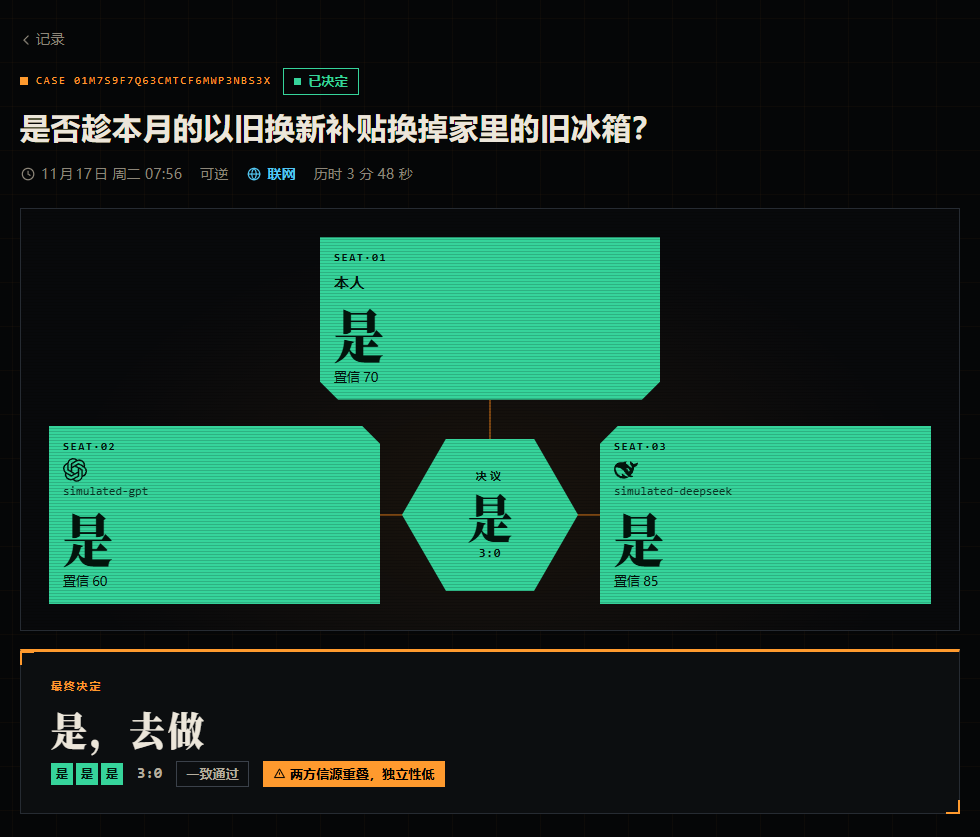 记录
CASE 01M7S9F7Q63CMTCF6MWP3NBS3X 已决定
是否趁本月的以旧换新补贴换掉家里的旧冰箱？
11月17日 周二 07:56 可逆 联网 历时 3 分 48 秒
SEAT·01
本人
是
置信 70
SEAT·02
simulated-gpt
是
置信 60
决议
是
3:0
SEAT·03
simulated-deepseek
是
置信 85
最终决定
是，去做
是 是 是 3:0 一致通过 两方信源重叠，独立性低